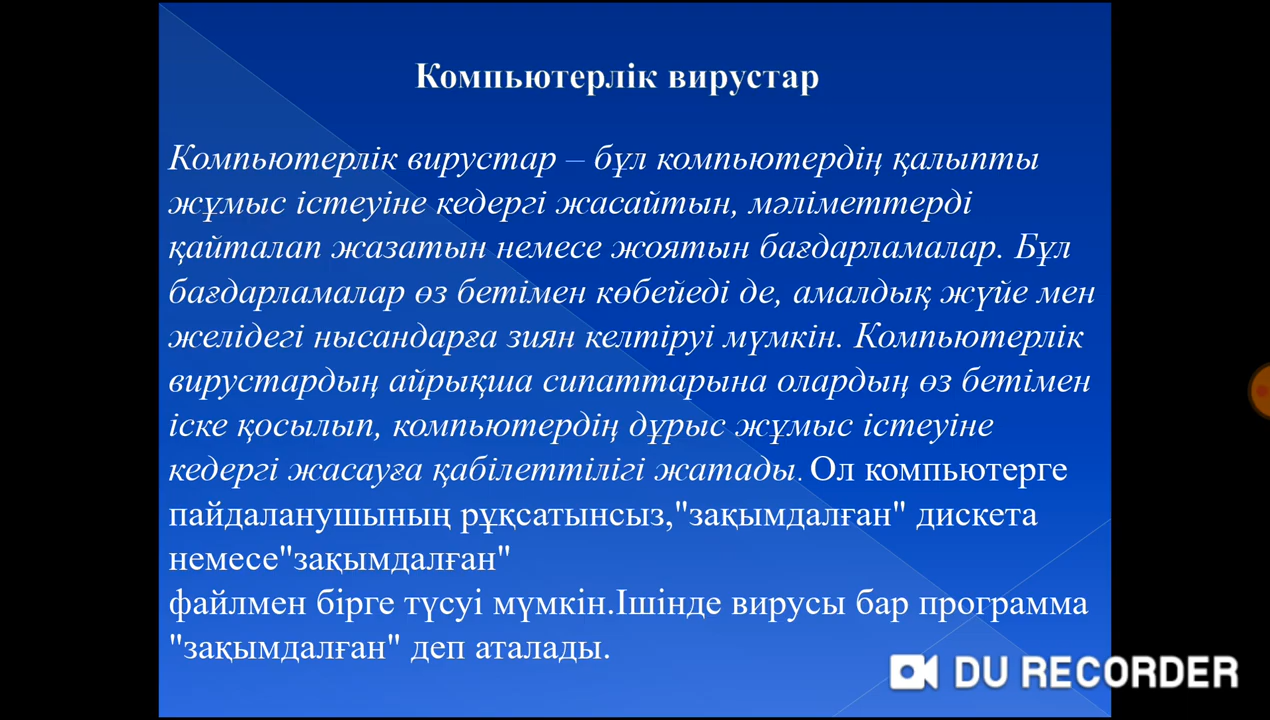 Компьютерлік вирустар
Компьютерлік вирустар – бұл компьютердің қалыпты
жұмыс істеуіне кедергі жасайтын, мәліметтерді
қайталап жазатын немесе жоятын бағдарламалар. Бұл
бағдарламалар өз бетімен көбейеді де, амалдық жүйе мен
желідегі нысандарға зиян келтіруі мүмкін. Компьютерлік
вирустардың айрықша сипаттарына олардың өз бетімен
іске қосылып, компьютердің дұрыс жұмыс істеуіне
кедергі жасауға қабілеттілігі жатады. Ол компьютерге
пайдаланушының рұқсатынсыз,"зақымдалған" дискета
немесе"зақымдалған"
файлмен бірге түсуі мүмкін.Ішінде вирусы бар программа
"зақымдалған" деп аталады.
DU RECORDER